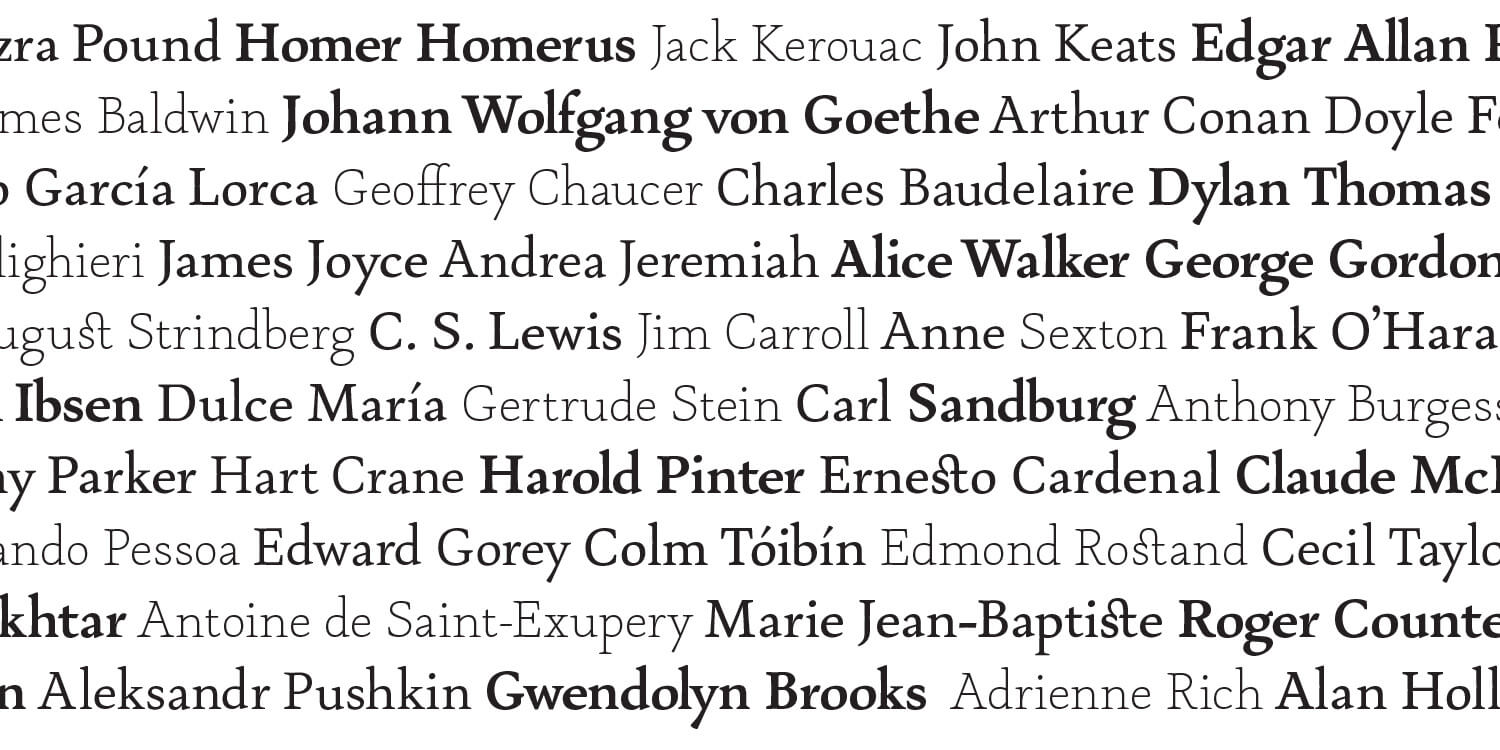 zra Pound Homer Homerus Jack Kerouac John Keats Edgar Allan P
mes Baldwin Johann Wolfgang von Goethe Arthur Conan Doyle Fe
o García Lorca Geoffrey Chaucer Charles Baudelaire Dylan Thomas
lighieri James Joyce Andrea Jeremiah Alice Walker George Gordon
ugust Strindberg C. S. Lewis Jim Carroll Anne Sexton Frank O’Hara
Ibsen Dulce María Gertrude Stein Carl Sandburg Anthony Burgess
hy Parker Hart Crane Harold Pinter Ernesto Cardenal Claude McK
ando Pessoa Edward Gorey Colm Tóibín Edmond Rostand Cecil Taylo
khtar Antoine de Saint-Exupery Marie Jean-Baptiste Roger Counte
n Aleksandr Pushkin Gwendolyn Brooks Adrienne Rich Alan Holl